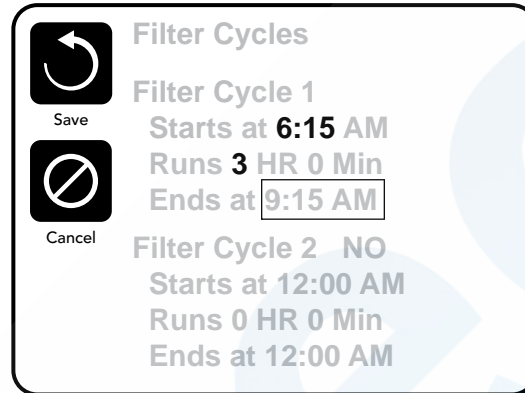 Filter Cycles
Save
Filter Cycle 1
Starts at 6:15 AM
Runs 3 HR 0 Min
Ends at 9:15 AM
Cancel
Filter Cycle 2 NO
Starts at 12:00 AM
Runs 0 HR 0 Min
Ends at 12:00 AM